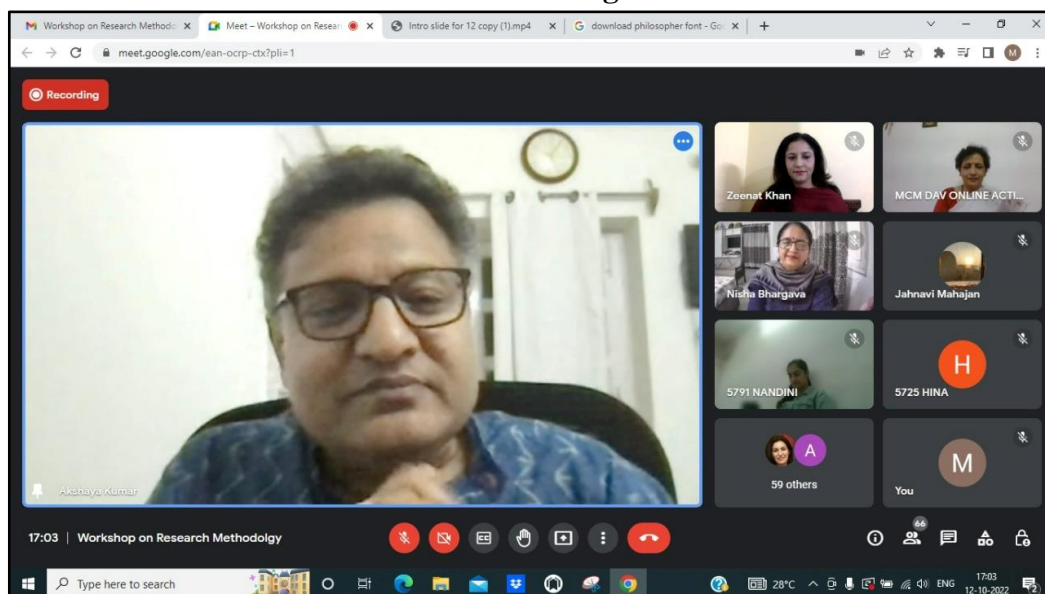 Workshop on Research Methodo
Meet – Workshop on Resear
Intro slide for 12 copy (1).mp4
download philosopher font - Goo
meet.google.com/ean-ocrp-ctx?pli=1
M
Recording
Akshaya Kumar
Zeenat Khan
MCM DAV ONLINE ACTI...
Nisha Bhargava
Jahnavi Mahajan
5791 NANDINI
H
5725 HINA
A
59 others
M
You
17:03 | Workshop on Research Methodolgy
66
Type here to search
28°C
ENG
17:03
12-10-2022
2